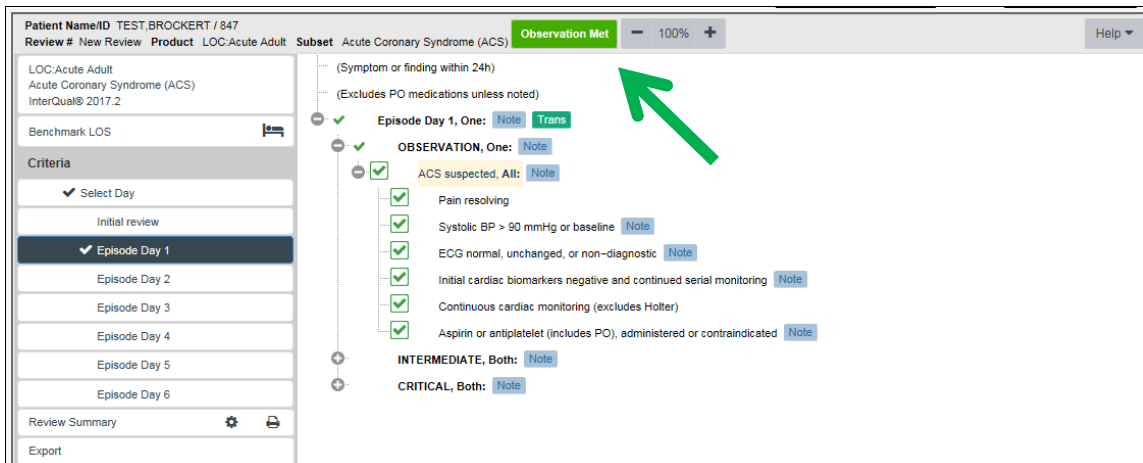 Patient Name/ID TEST,BROCKERT / 847
Review # New Review Product LOC:Acute Adult Subset Acute Coronary Syndrome (ACS)
Observation Met
100%
Help
LOC:Acute Adult
Acute Coronary Syndrome (ACS)
InterQual® 2017.2
Benchmark LOS
Criteria
Select Day
Initial review
Episode Day 1
Episode Day 2
Episode Day 3
Episode Day 4
Episode Day 5
Episode Day 6
Review Summary
Export
(Symptom or finding within 24h)
(Excludes PO medications unless noted)
Episode Day 1, One: Note Trans
OBSERVATION, One: Note
ACS suspected, All: Note
Pain resolving
Systolic BP > 90 mmHg or baseline Note
ECG normal, unchanged, or non-diagnostic Note
Initial cardiac biomarkers negative and continued serial monitoring Note
Continuous cardiac monitoring (excludes Holter)
Aspirin or antiplatelet (includes PO), administered or contraindicated Note
INTERMEDIATE, Both: Note
CRITICAL, Both: Note